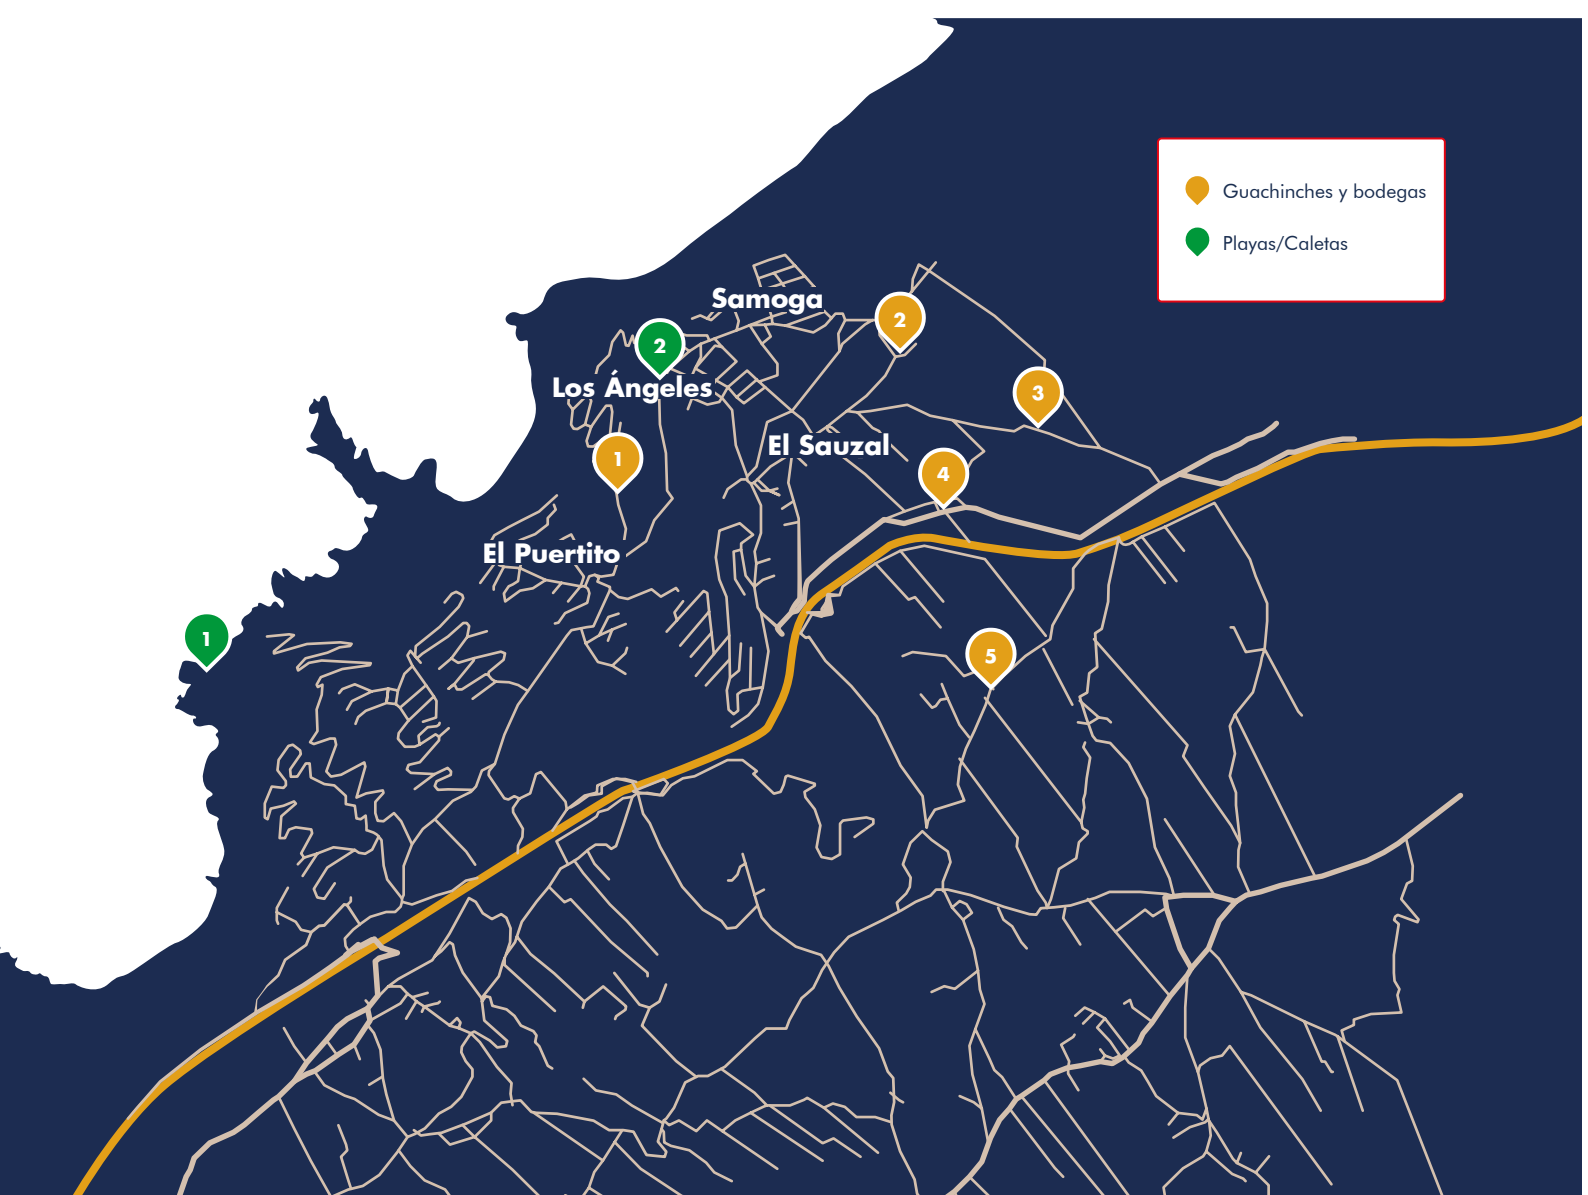 Guachinches y bodegas
Playas/Caletas
Samoga
2
2
Los Ángeles
3
El Sauzal
1
4
El Puertito
1
5